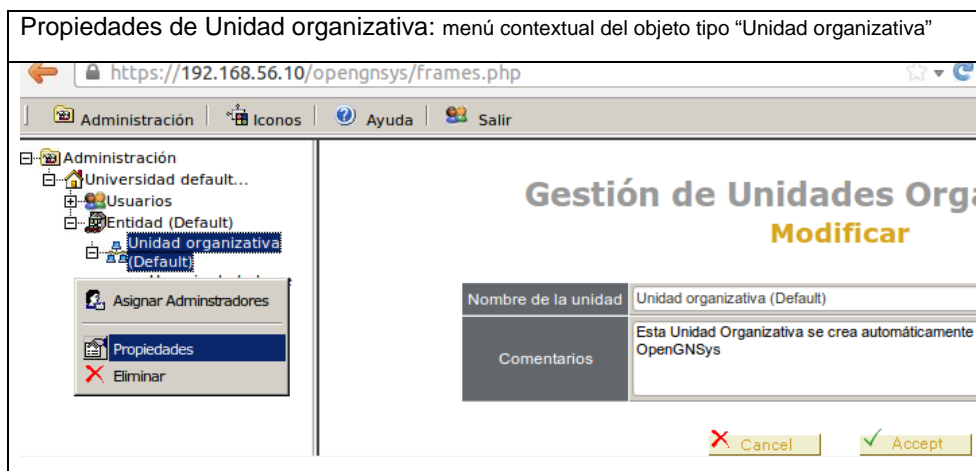 Propiedades de Unidad organizativa: menú contextual del objeto tipo “Unidad organizativa”
https://192.168.56.10/opengnsys/frames.php
Administración Iconos Ayuda Salir
Administración
Universidad default...
Usuarios
Entidad (Default)
Unidad organizativa
(Default)
Asignar Adminstradores
Propiedades
Eliminar
Gestión de Unidades Orga
Modificar
Nombre de la unidad Unidad organizativa (Default)
Comentarios
Esta Unidad Organizativa se crea automáticamente
OpenGNSys
Cancel Accept